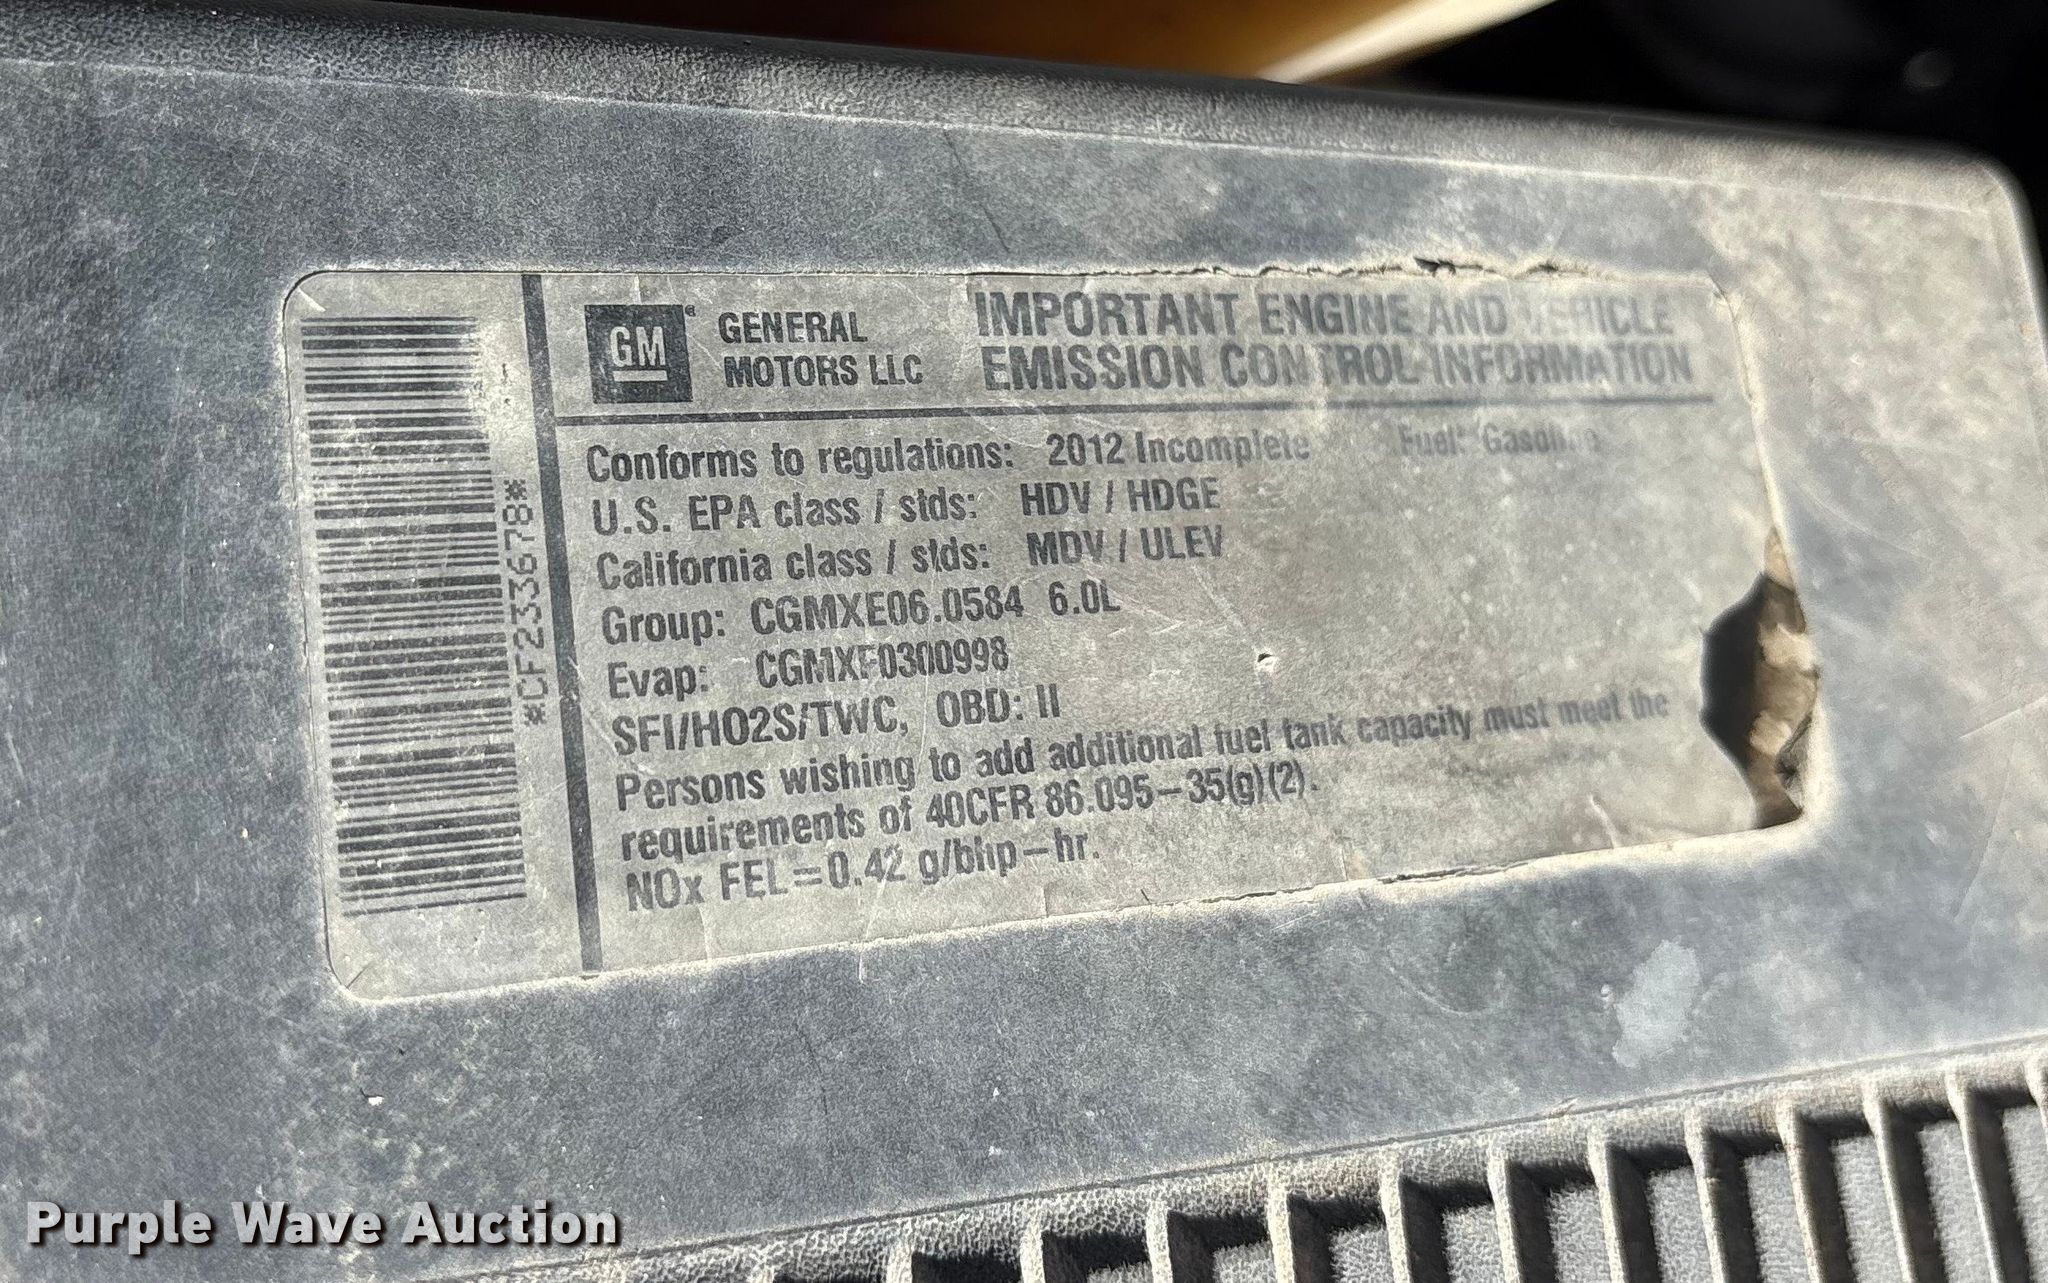 *CF233678*
GM
GENERAL
MOTORS LLC
IMPORTANT ENGINE AND VEHICLE
EMISSION CONTROL INFORMATION
Conforms to regulations: 2012 Incomplete Fuel: Gasoline
U.S. EPA class / stds: HDV / HDGE
California class / stds: MDV / ULEV
Group: CGMXE06.0584 6.0L
Evap: CGMXF0300998
SFI/HO2S/TWC, OBD: II
Persons wishing to add additional fuel tank capacity must meet the
requirements of 40CFR 86.095-35(g)(2).
NOx FEL=0.42 g/bhp-hr.
Purple Wave Auction